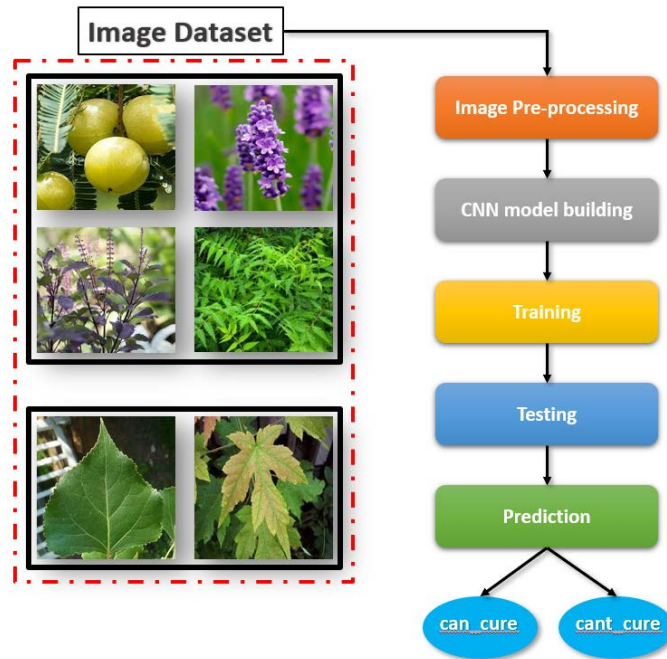 Image Dataset
Image Pre-processing
CNN model building
Training
Testing
Prediction
can_cure
cant_cure